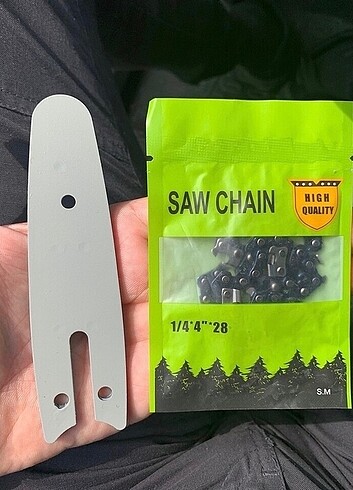 SAW CHAIN
HIGH
QUALITY
1/4*4"*28
S.M